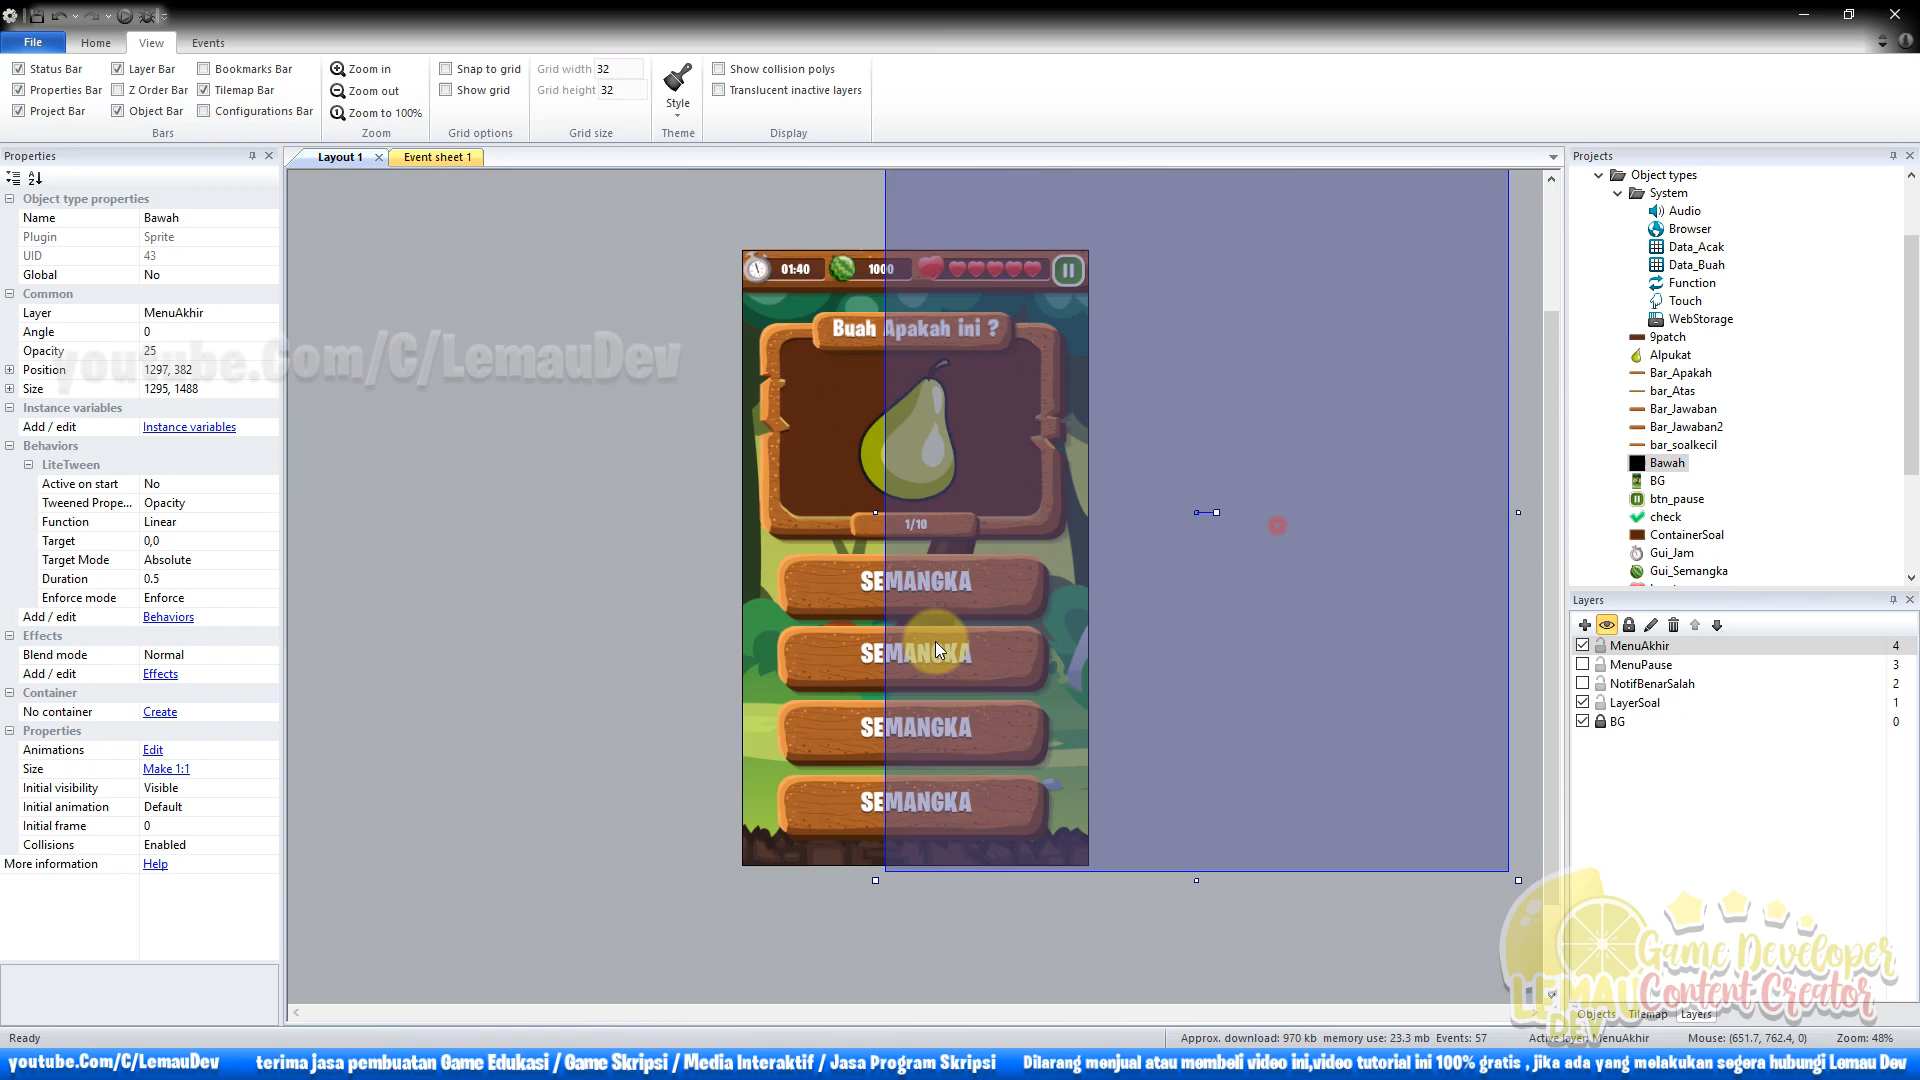 File Home View Events
Status Bar Layer Bar Bookmarks Bar
Properties Bar Z Order Bar Tilemap Bar
Project Bar Object Bar Configurations Bar
Bars
Zoom in
Zoom out
Zoom to 100%
Zoom
Snap to grid
Show grid
Grid options
Grid width 32
Grid height 32
Grid size
Style
Theme
Show collision polys
Translucent inactive layers
Display
Properties
Object type properties
Name Bawah
Plugin Sprite
UID 43
Global No
Common
Layer MenuAkhir
Angle 0
Opacity 25
Position 1297, 382
Size 1295, 1488
Instance variables
Add / edit Instance variables
Behaviors
LiteTween
Active on start No
Tweened Prope... Opacity
Function Linear
Target 0,0
Target Mode Absolute
Duration 0.5
Enforce mode Enforce
Add / edit Behaviors
Effects
Blend mode Normal
Add / edit Effects
Container
No container Create
Properties
Animations Edit
Size Make 1:1
Initial visibility Visible
Initial animation Default
Initial frame 0
Collisions Enabled
More information Help
Layout 1 Event sheet 1
youtube.Com/C/LemauDev
01:40 1000
Buah Apakah ini ?
1/10
SEMANGKA
SEMANGKA
SEMANGKA
SEMANGKA
Projects
Object types
System
Audio
Browser
Data_Acak
Data_Buah
Function
Touch
WebStorage
9patch
Alpukat
Bar_Apakah
bar_Atas
Bar_Jawaban
Bar_Jawaban2
bar_soalkecil
Bawah
BG
btn_pause
check
ContainerSoal
Gui_Jam
Gui_Semangka
Layers
MenuAkhir 4
MenuPause 3
NotifBenarSalah 2
LayerSoal 1
BG 0
Game Developer
Content Creator
LEMAU
DEV
Objects Tilemap Layers
Ready Approx. download: 970 kb memory use: 23.3 mb Events: 57 Active layer: MenuAkhir Mouse: (651.7, 762.4, 0) Zoom: 48%
youtube.Com/C/LemauDev terima jasa pembuatan Game Edukasi / Game Skripsi / Media Interaktif / Jasa Program Skripsi Dilarang menjual atau membeli video ini,video tutorial ini 100% gratis , jika ada yang melakukan segera hubungi Lemau Dev